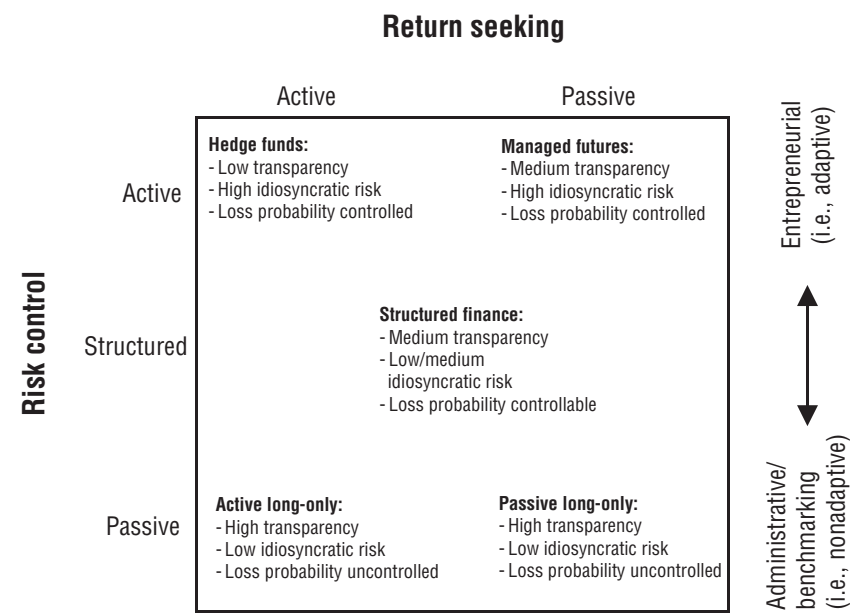 Return seeking
Active
Passive
Active
Hedge funds:
- Low transparency
- High idiosyncratic risk
- Loss probability controlled
Managed futures:
- Medium transparency
- High idiosyncratic risk
- Loss probability controlled
Risk control
Structured
Structured finance:
- Medium transparency
- Low/medium
idiosyncratic risk
- Loss probability controllable
Passive
Active long-only:
- High transparency
- Low idiosyncratic risk
- Loss probability uncontrolled
Passive long-only:
- High transparency
- Low idiosyncratic risk
- Loss probability uncontrolled
Entrepreneurial
(i.e., adaptive)
Administrative/
benchmarking
(i.e., nonadaptive)